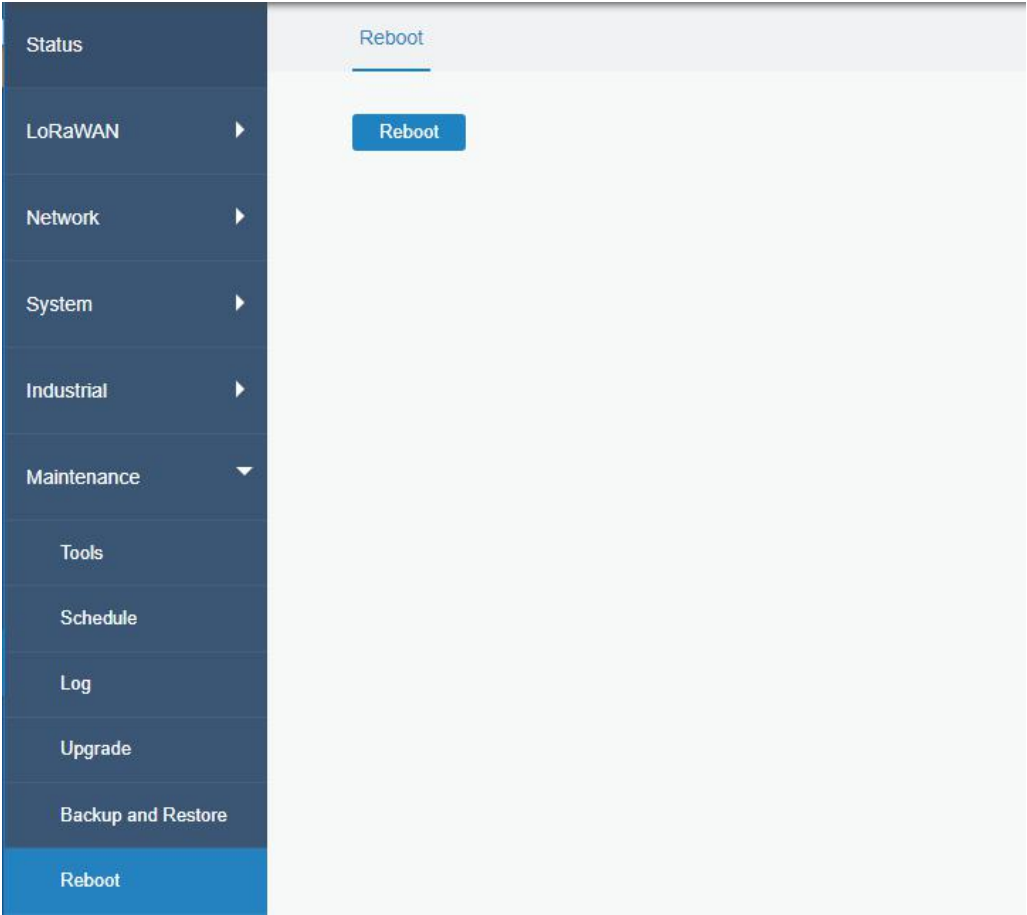 Status
LoRaWAN
Network
System
Industrial
Maintenance
Tools
Schedule
Log
Upgrade
Backup and Restore
Reboot
Reboot
Reboot